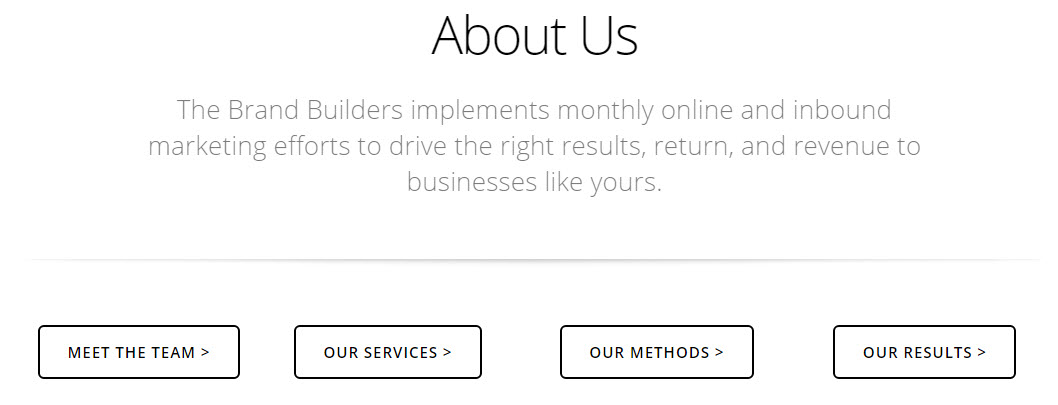 About Us
The Brand Builders implements monthly online and inbound
marketing efforts to drive the right results, return, and revenue to
businesses like yours.
MEET THE TEAM >
OUR SERVICES >
OUR METHODS >
OUR RESULTS >